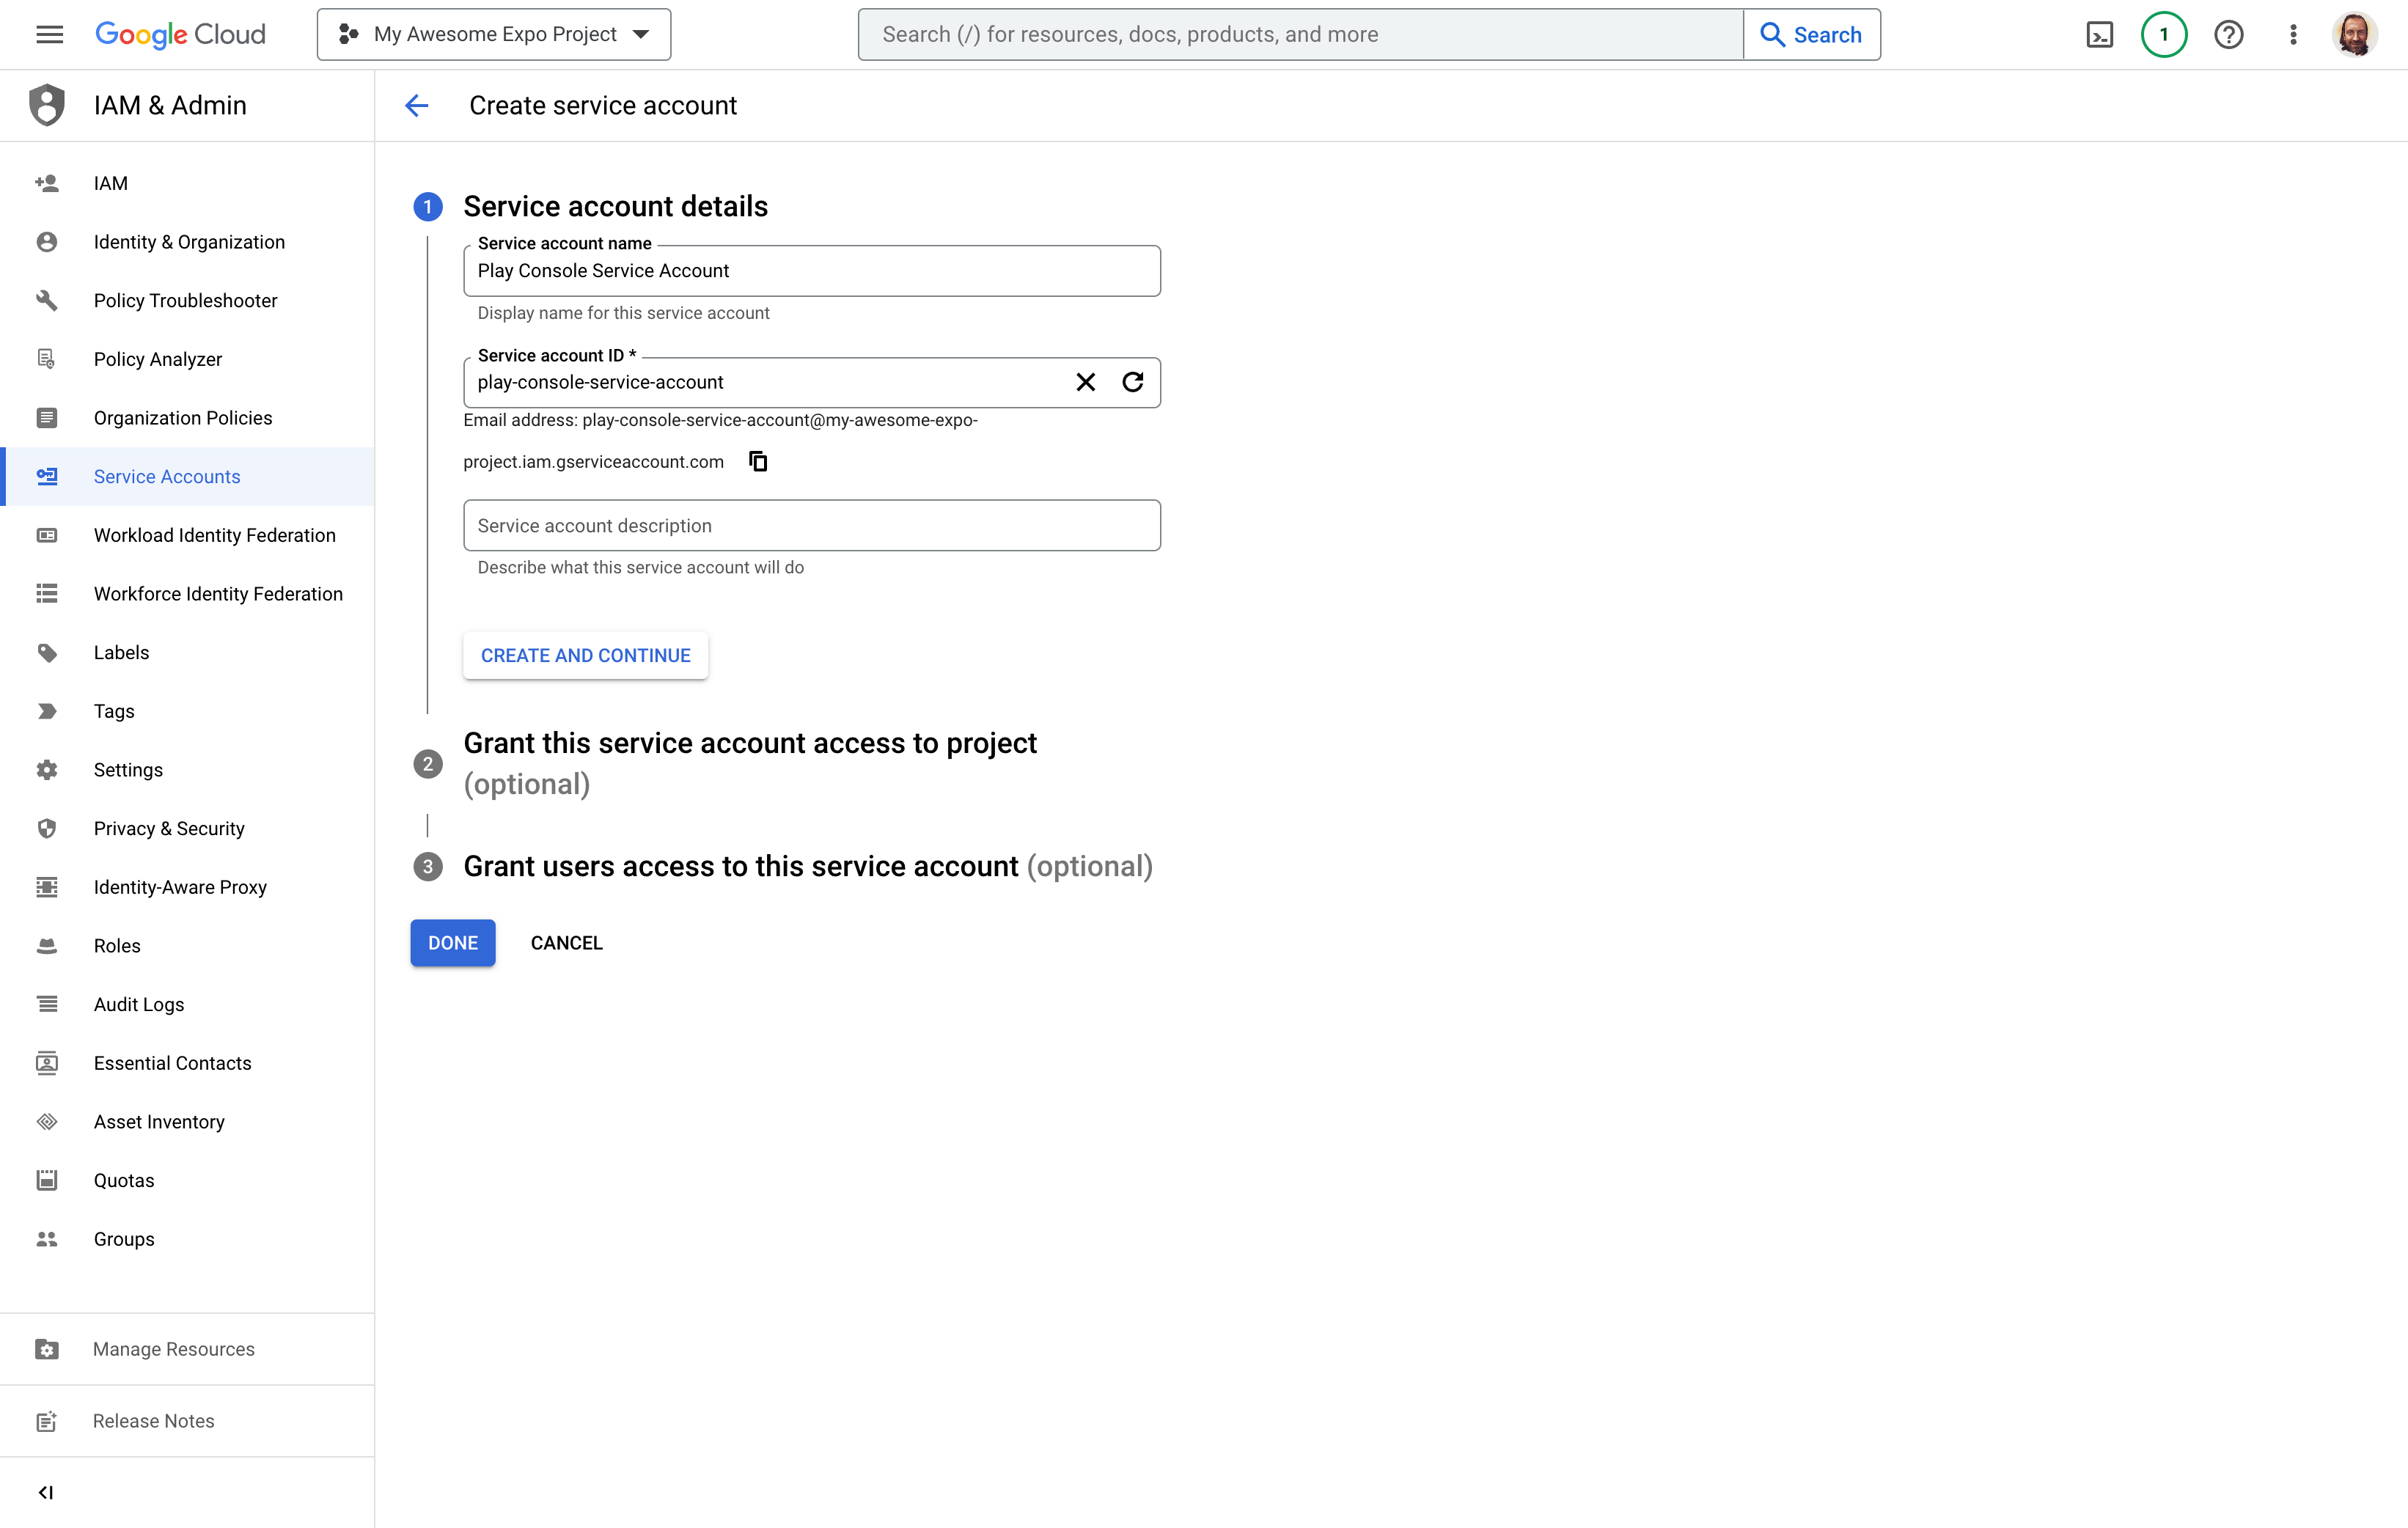 Google Cloud
My Awesome Expo Project
Search (/) for resources, docs, products, and more
Search
1
IAM & Admin
Create service account
IAM
Identity & Organization
Policy Troubleshooter
Policy Analyzer
Organization Policies
Service Accounts
Workload Identity Federation
Workforce Identity Federation
Labels
Tags
Settings
Privacy & Security
Identity-Aware Proxy
Roles
Audit Logs
Essential Contacts
Asset Inventory
Quotas
Groups
Manage Resources
Release Notes
1 Service account details
Service account name
Play Console Service Account
Display name for this service account
Service account ID *
play-console-service-account
Email address: play-console-service-account@my-awesome-expo-
project.iam.gserviceaccount.com
Service account description
Describe what this service account will do
CREATE AND CONTINUE
2 Grant this service account access to project
(optional)
3 Grant users access to this service account (optional)
DONE CANCEL